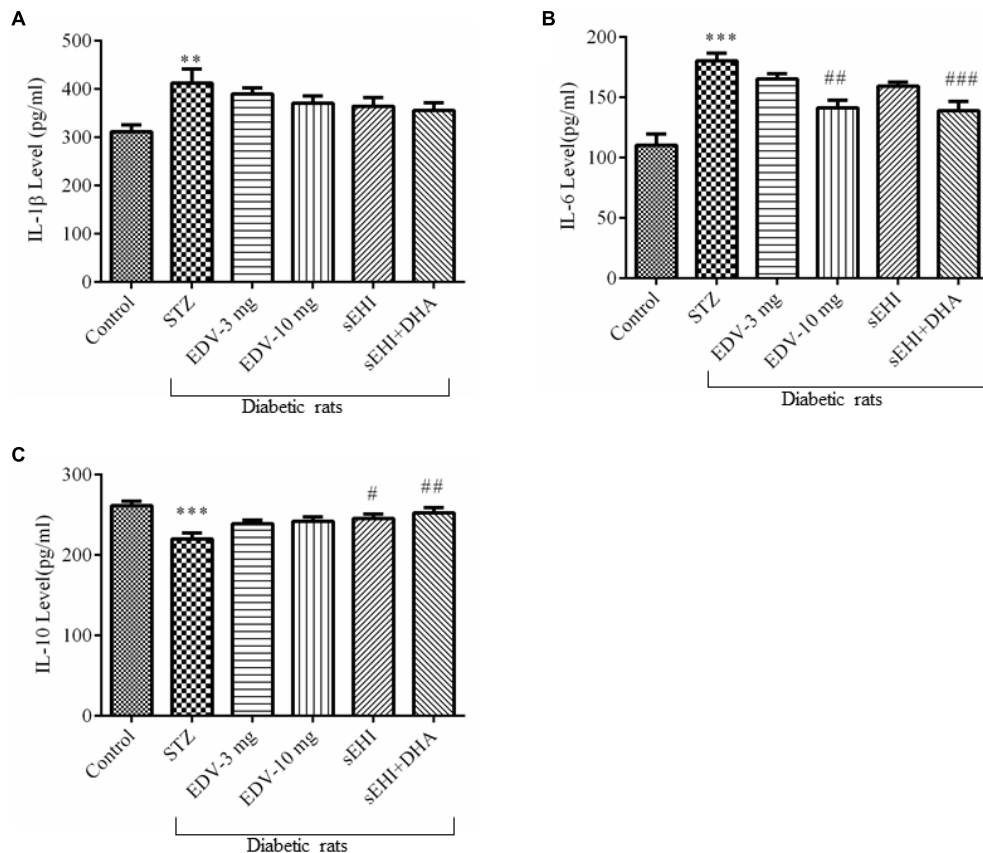 A
IL-1β Level (pg/ml)
500
400
300
200
100
0
**
Control
STZ
EDV-3 mg
EDV-10 mg
sEHI
sEHI+DHA
Diabetic rats
B
IL-6 Level(pg/ml)
200
150
100
50
0
***
##
###
Control
STZ
EDV-3 mg
EDV-10 mg
sEHI
sEHI+DHA
Diabetic rats
C
IL-10 Level(pg/ml)
300
200
100
0
***
#
##
Control
STZ
EDV-3 mg
EDV-10 mg
sEHI
sEHI+DHA
Diabetic rats